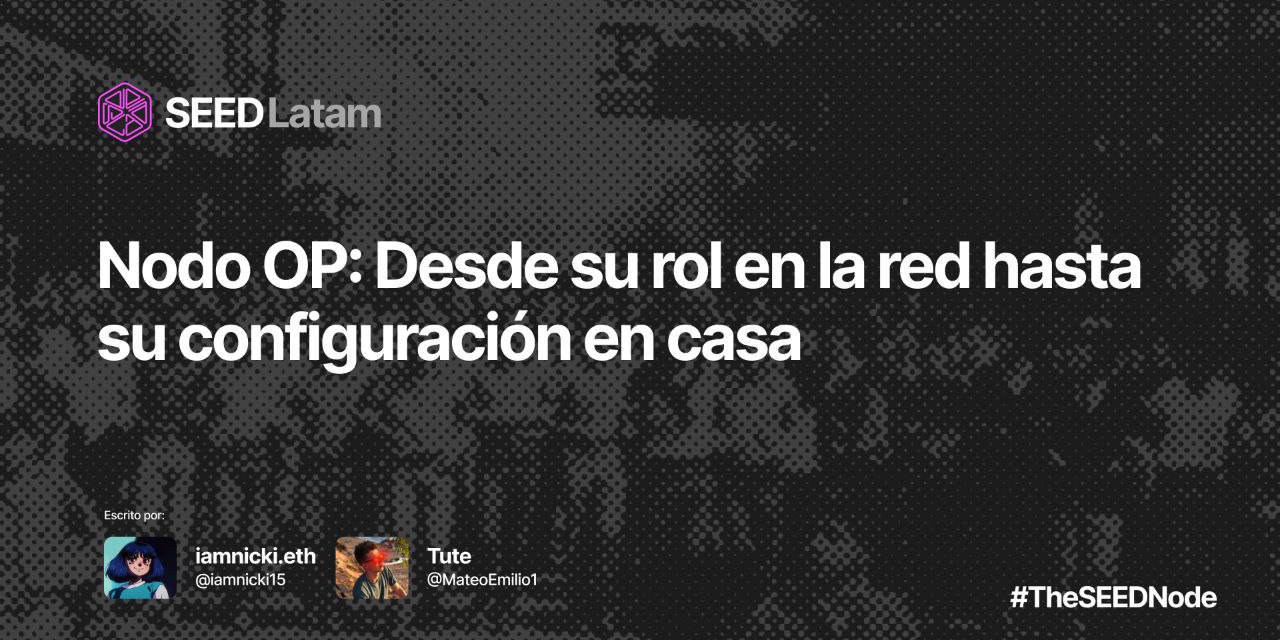 SEED Latam
Nodo OP: Desde su rol en la red hasta
su configuración en casa
Escrito por:
iamnicki.eth
@iamnicki15
Tute
@MateoEmilio1
#TheSEEDNode